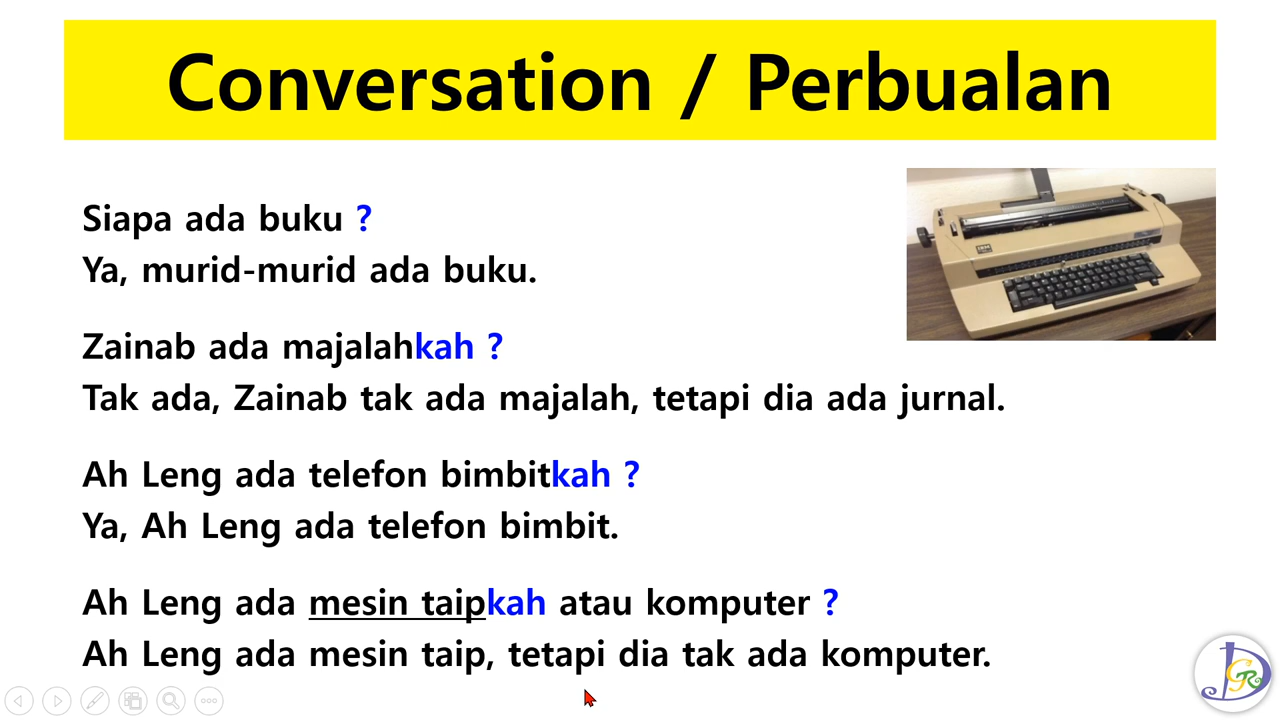 Conversation / Perbualan
Siapa ada buku ?
Ya, murid-murid ada buku.
Zainab ada majalahkah ?
Tak ada, Zainab tak ada majalah, tetapi dia ada jurnal.
Ah Leng ada telefon bimbitkah ?
Ya, Ah Leng ada telefon bimbit.
Ah Leng ada mesin taipkah atau komputer ?
Ah Leng ada mesin taip, tetapi dia tak ada komputer.